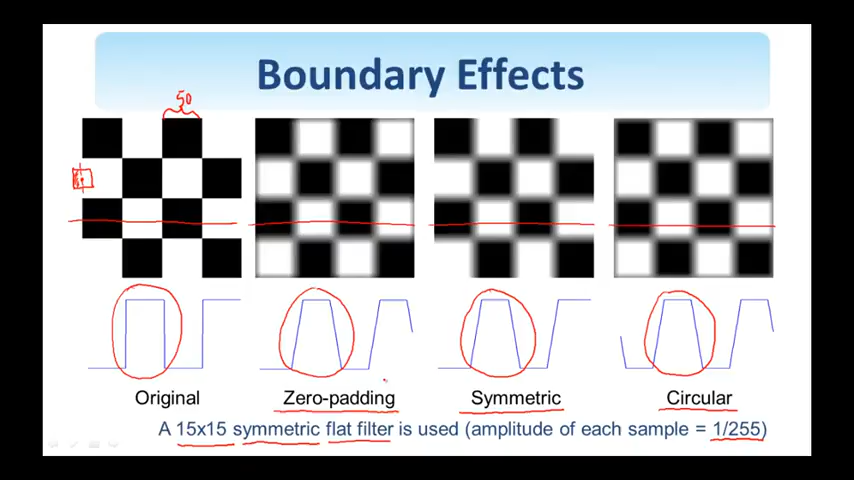 Boundary Effects
50
Original
Zero-padding
Symmetric
Circular
A 15x15 symmetric flat filter is used (amplitude of each sample = 1/255)